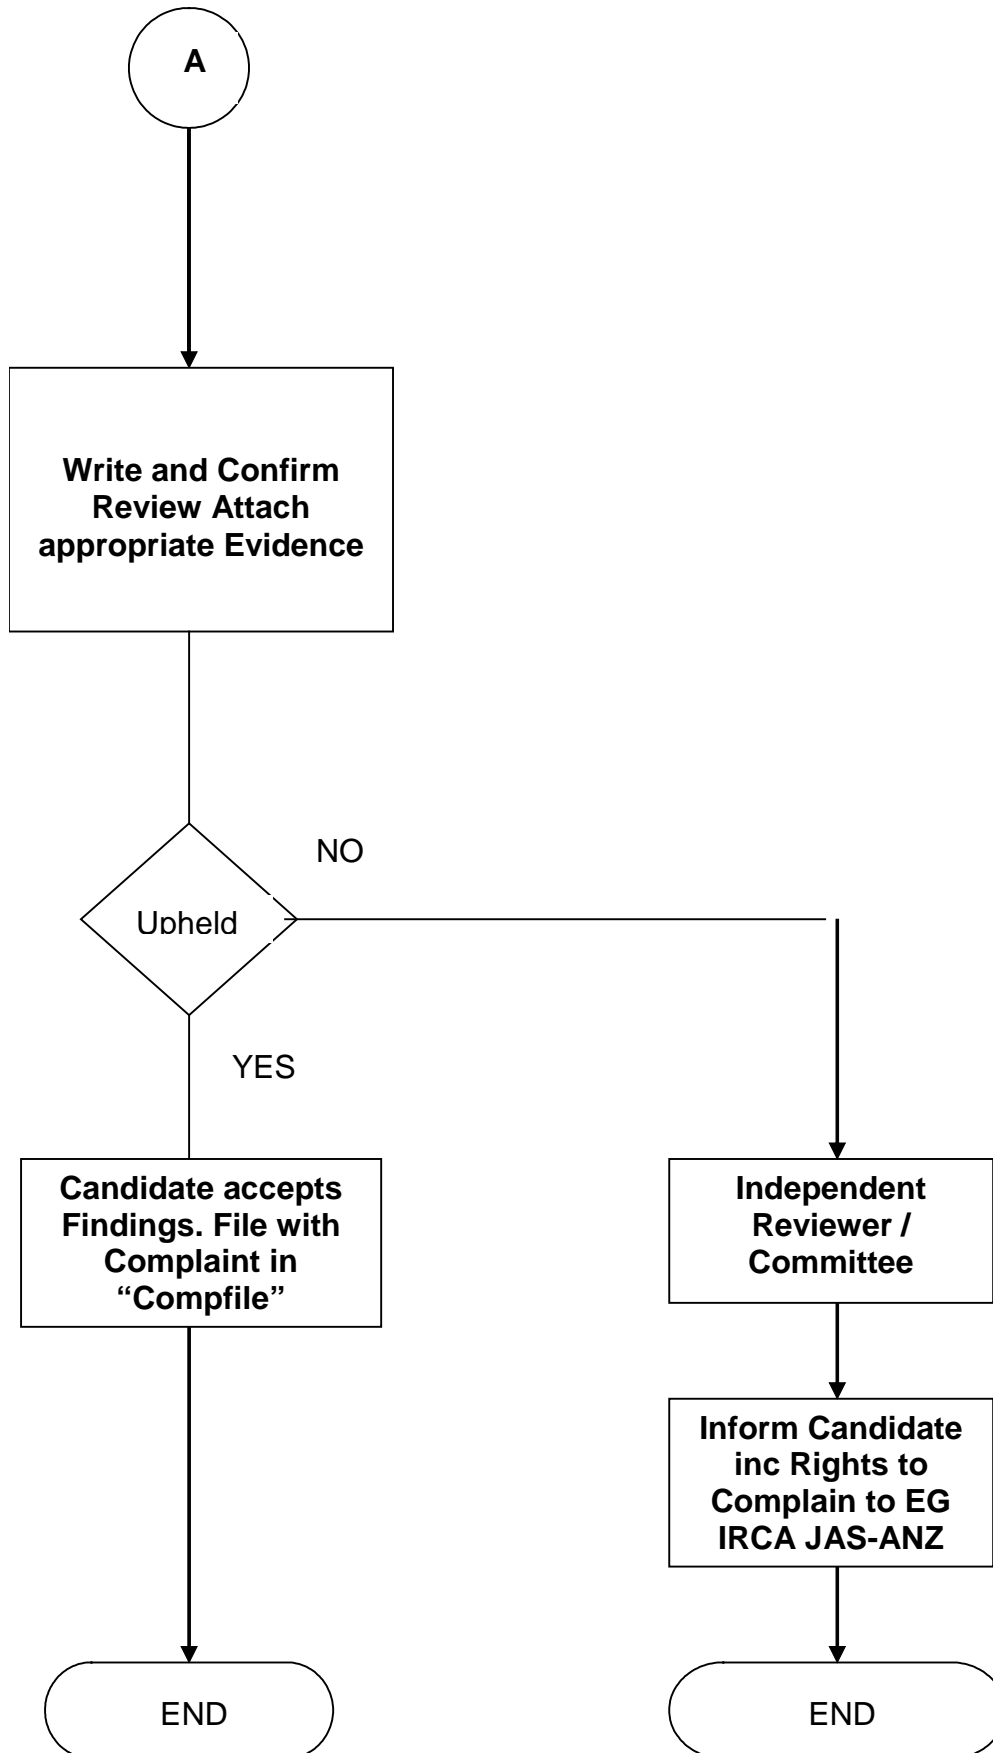 A
Write and Confirm
Review Attach
appropriate Evidence
NO
Upheld
YES
Candidate accepts
Findings. File with
Complaint in
“Compfile”
Independent
Reviewer /
Committee
Inform Candidate
inc Rights to
Complain to EG
IRCA JAS-ANZ
END
END